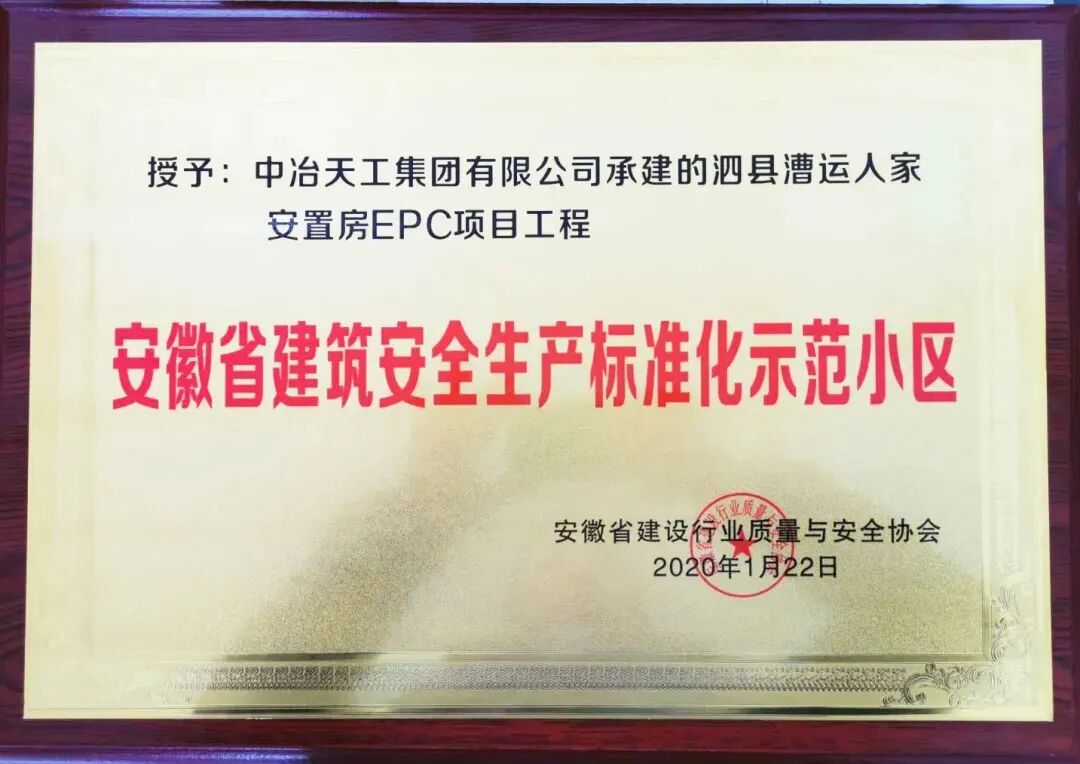 授予：中冶天工集团有限公司承建的泗县漕运人家
安置房EPC项目工程
安徽省建筑安全生产标准化示范小区
安徽省建设行业质量与安全协会
2020年1月22日